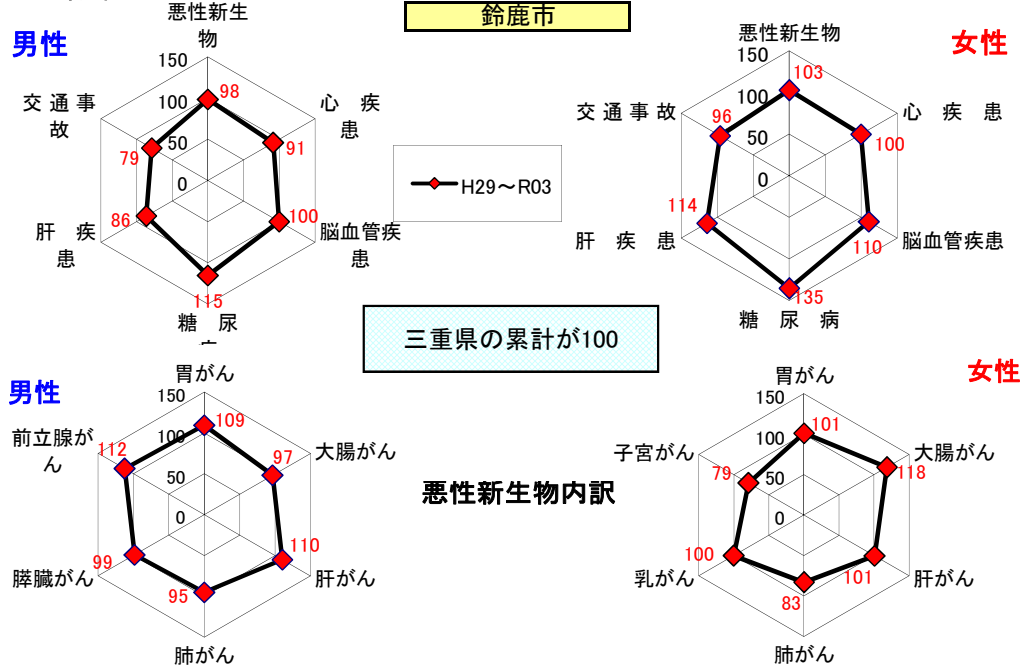 鈴鹿市
男性
悪性新生
物
150
100
50
0
98
心　疾
患
91
100
脳血管疾
患
115
糖　尿
86
肝　疾
患
79
交 通 事
故
H29～R03
女性
悪性新生物
150
100
50
0
103
心　疾　患
100
脳血管疾患
110
135
糖　尿　病
114
肝　疾　患
96
交 通 事 故
三重県の累計が100
男性
胃がん
150
100
50
0
109
大腸がん
97
110
肝がん
95
肺がん
99
膵臓がん
112
前立腺が
ん
悪性新生物内訳
女性
胃がん
150
100
50
0
101
大腸がん
118
101
肝がん
83
肺がん
100
乳がん
79
子宮がん